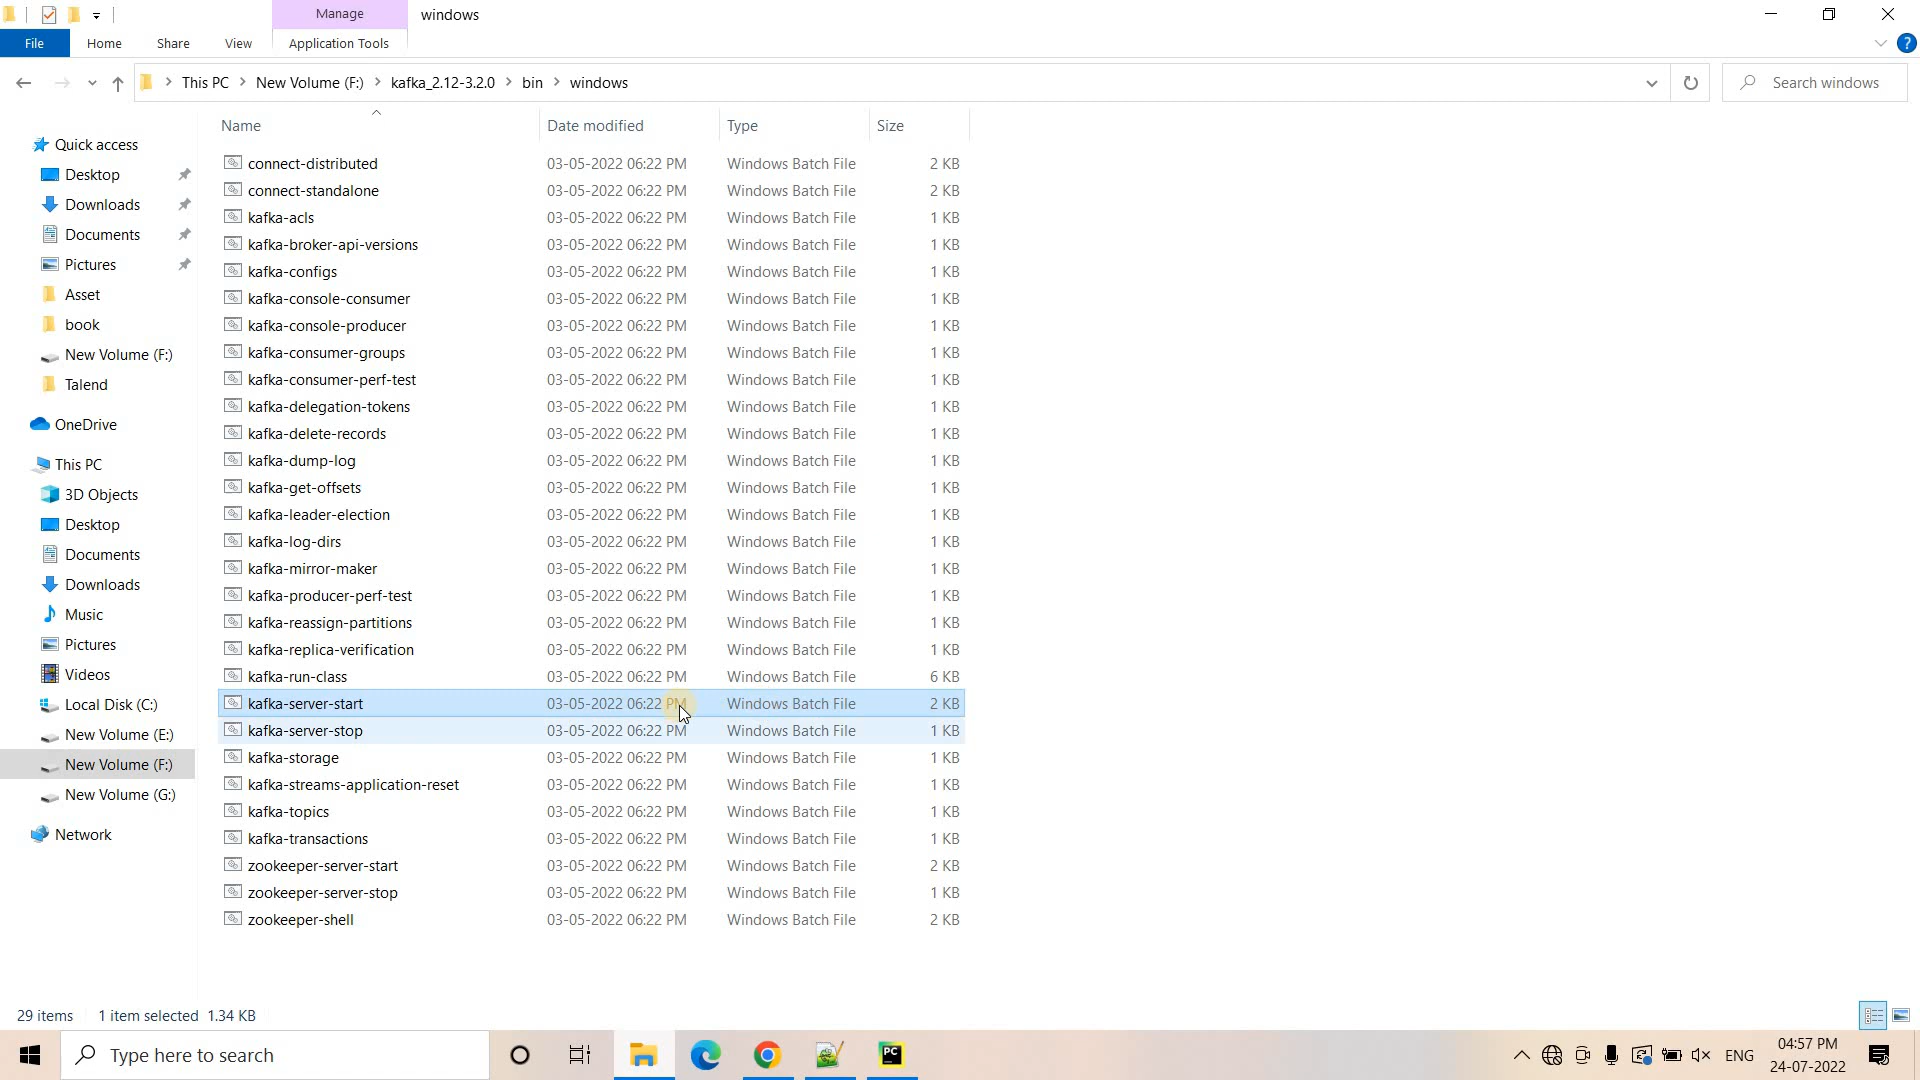 Manage windows
File Home Share View Application Tools
This PC New Volume (F:) kafka_2.12-3.2.0 bin windows
Search windows
Quick access
Desktop
Downloads
Documents
Pictures
Asset
book
New Volume (F:)
Talend
OneDrive
This PC
3D Objects
Desktop
Documents
Downloads
Music
Pictures
Videos
Local Disk (C:)
New Volume (E:)
New Volume (F:)
New Volume (G:)
Network
Name Date modified Type Size
connect-distributed 03-05-2022 06:22 PM Windows Batch File 2 KB
connect-standalone 03-05-2022 06:22 PM Windows Batch File 2 KB
kafka-acls 03-05-2022 06:22 PM Windows Batch File 1 KB
kafka-broker-api-versions 03-05-2022 06:22 PM Windows Batch File 1 KB
kafka-configs 03-05-2022 06:22 PM Windows Batch File 1 KB
kafka-console-consumer 03-05-2022 06:22 PM Windows Batch File 1 KB
kafka-console-producer 03-05-2022 06:22 PM Windows Batch File 1 KB
kafka-consumer-groups 03-05-2022 06:22 PM Windows Batch File 1 KB
kafka-consumer-perf-test 03-05-2022 06:22 PM Windows Batch File 1 KB
kafka-delegation-tokens 03-05-2022 06:22 PM Windows Batch File 1 KB
kafka-delete-records 03-05-2022 06:22 PM Windows Batch File 1 KB
kafka-dump-log 03-05-2022 06:22 PM Windows Batch File 1 KB
kafka-get-offsets 03-05-2022 06:22 PM Windows Batch File 1 KB
kafka-leader-election 03-05-2022 06:22 PM Windows Batch File 1 KB
kafka-log-dirs 03-05-2022 06:22 PM Windows Batch File 1 KB
kafka-mirror-maker 03-05-2022 06:22 PM Windows Batch File 1 KB
kafka-producer-perf-test 03-05-2022 06:22 PM Windows Batch File 1 KB
kafka-reassign-partitions 03-05-2022 06:22 PM Windows Batch File 1 KB
kafka-replica-verification 03-05-2022 06:22 PM Windows Batch File 1 KB
kafka-run-class 03-05-2022 06:22 PM Windows Batch File 6 KB
kafka-server-start 03-05-2022 06:22 PM Windows Batch File 2 KB
kafka-server-stop 03-05-2022 06:22 PM Windows Batch File 1 KB
kafka-storage 03-05-2022 06:22 PM Windows Batch File 1 KB
kafka-streams-application-reset 03-05-2022 06:22 PM Windows Batch File 1 KB
kafka-topics 03-05-2022 06:22 PM Windows Batch File 1 KB
kafka-transactions 03-05-2022 06:22 PM Windows Batch File 1 KB
zookeeper-server-start 03-05-2022 06:22 PM Windows Batch File 2 KB
zookeeper-server-stop 03-05-2022 06:22 PM Windows Batch File 1 KB
zookeeper-shell 03-05-2022 06:22 PM Windows Batch File 2 KB
29 items 1 item selected 1.34 KB
Type here to search
PC
ENG
04:57 PM
24-07-2022